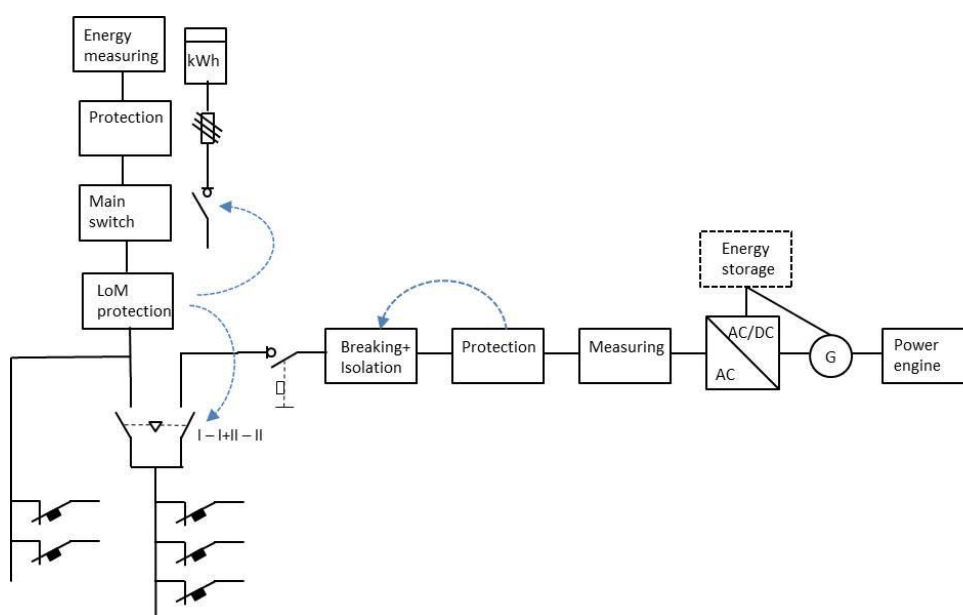 Energy
measuring
kWh
Protection
Main
switch
LoM
protection
Energy
storage
Breaking+
Isolation
Protection
Measuring
AC/DC
AC
G
Power
engine
I – I+II – II